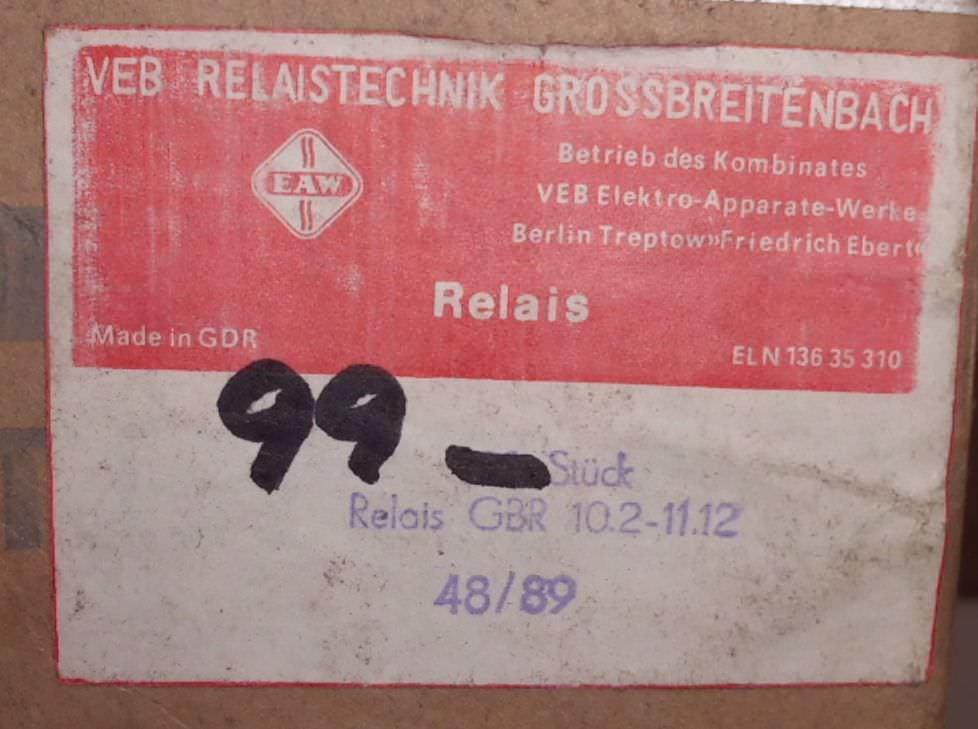 VEB RELAISTECHNIK GROSSBREITENBACH
EAW
Betrieb des Kombinates
VEB Elektro-Apparate-Werke
Berlin Treptow»Friedrich Ebert«
Relais
Made in GDR
ELN 136 35 310
99 —
Stück
Relais GBR 10.2-11.12
48/89